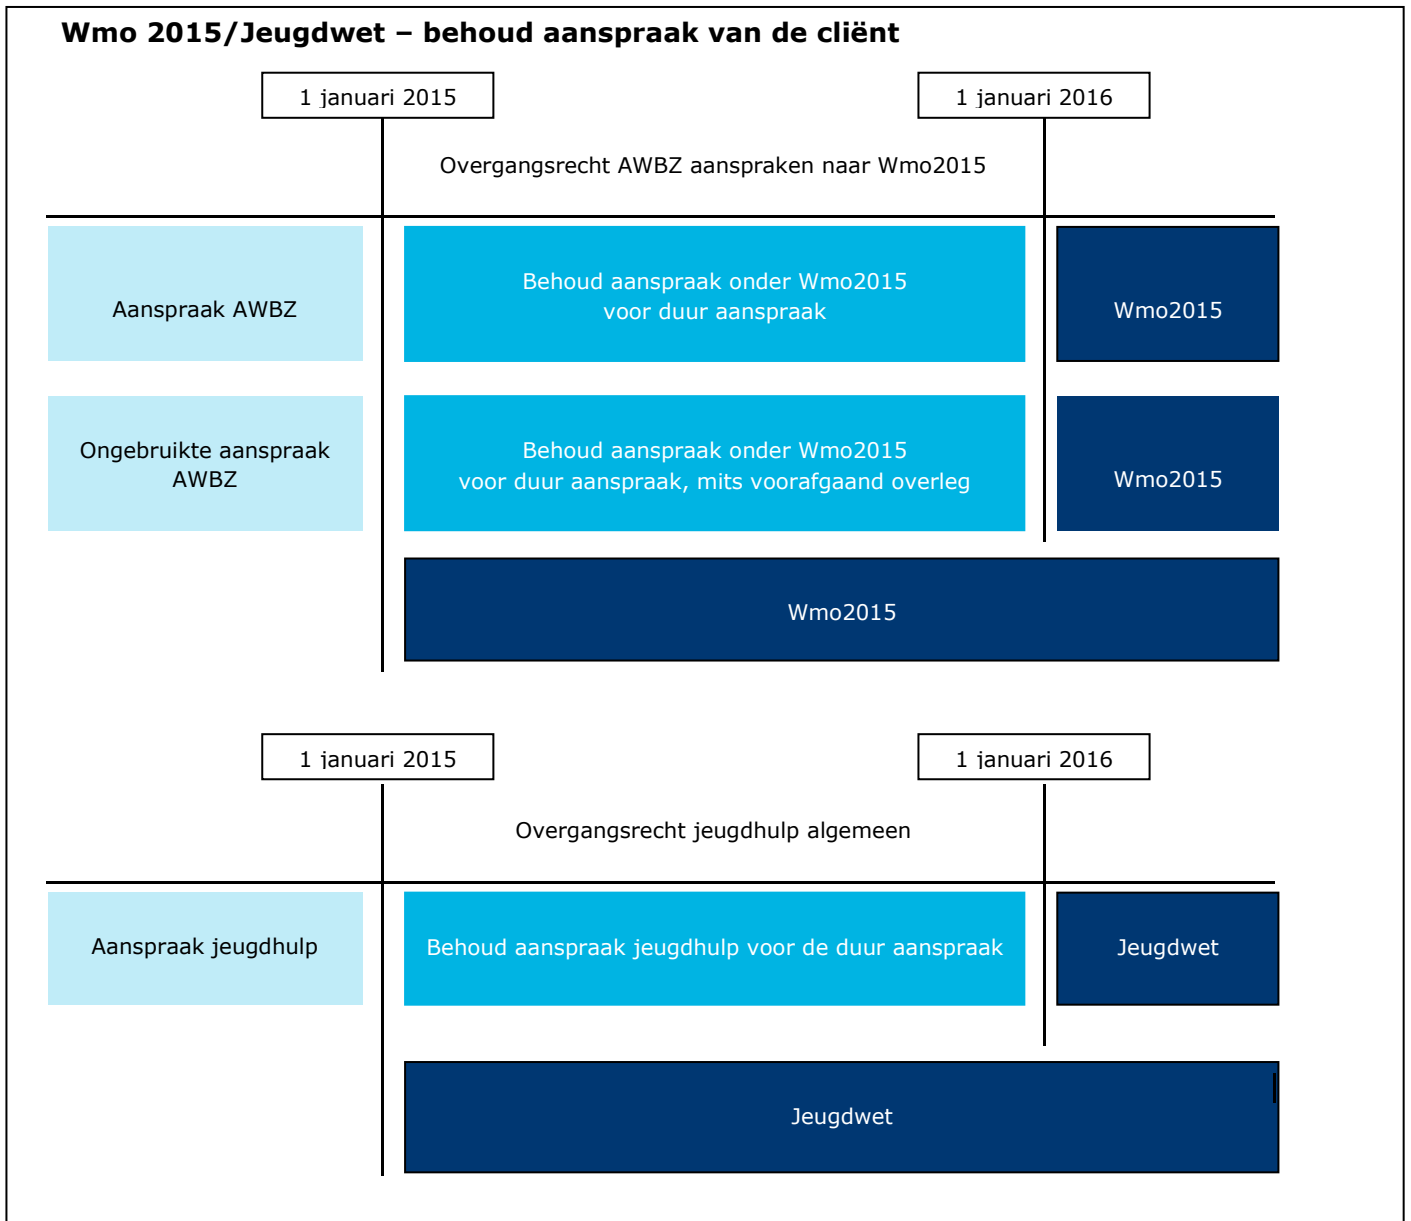 Wmo 2015/Jeugdwet – behoud aanspraak van de cliënt
1 januari 2015
1 januari 2016
Overgangsrecht AWBZ aanspraken naar Wmo2015
Aanspraak AWBZ
Behoud aanspraak onder Wmo2015
voor duur aanspraak
Wmo2015
Ongebruikte aanspraak
AWBZ
Behoud aanspraak onder Wmo2015
voor duur aanspraak, mits voorafgaand overleg
Wmo2015
Wmo2015
1 januari 2015
1 januari 2016
Overgangsrecht jeugdhulp algemeen
Aanspraak jeugdhulp
Behoud aanspraak jeugdhulp voor de duur aanspraak
Jeugdwet
Jeugdwet